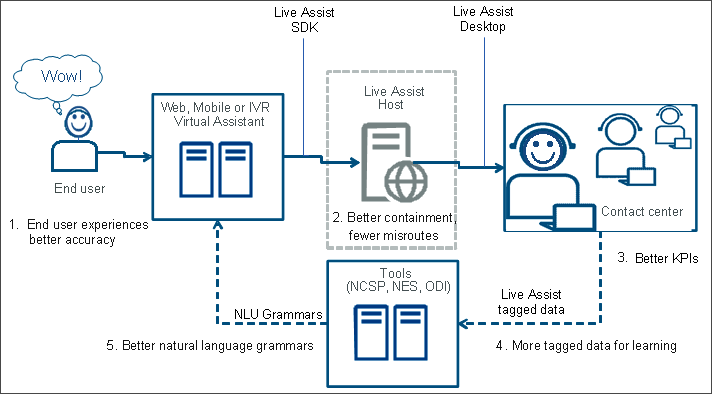 Live Assist
SDK
Live Assist
Desktop
Wow!
Web, Mobile or IVR
Virtual Assistant
Live Assist
Host
End user
Contact center
1. End user experiences
better accuracy
2. Better containment,
fewer misroutes
3. Better KPIs
Tools
(NCSP, NES, ODI)
NLU Grammars
Live Assist
tagged data
5. Better natural language grammars
4. More tagged data for learning